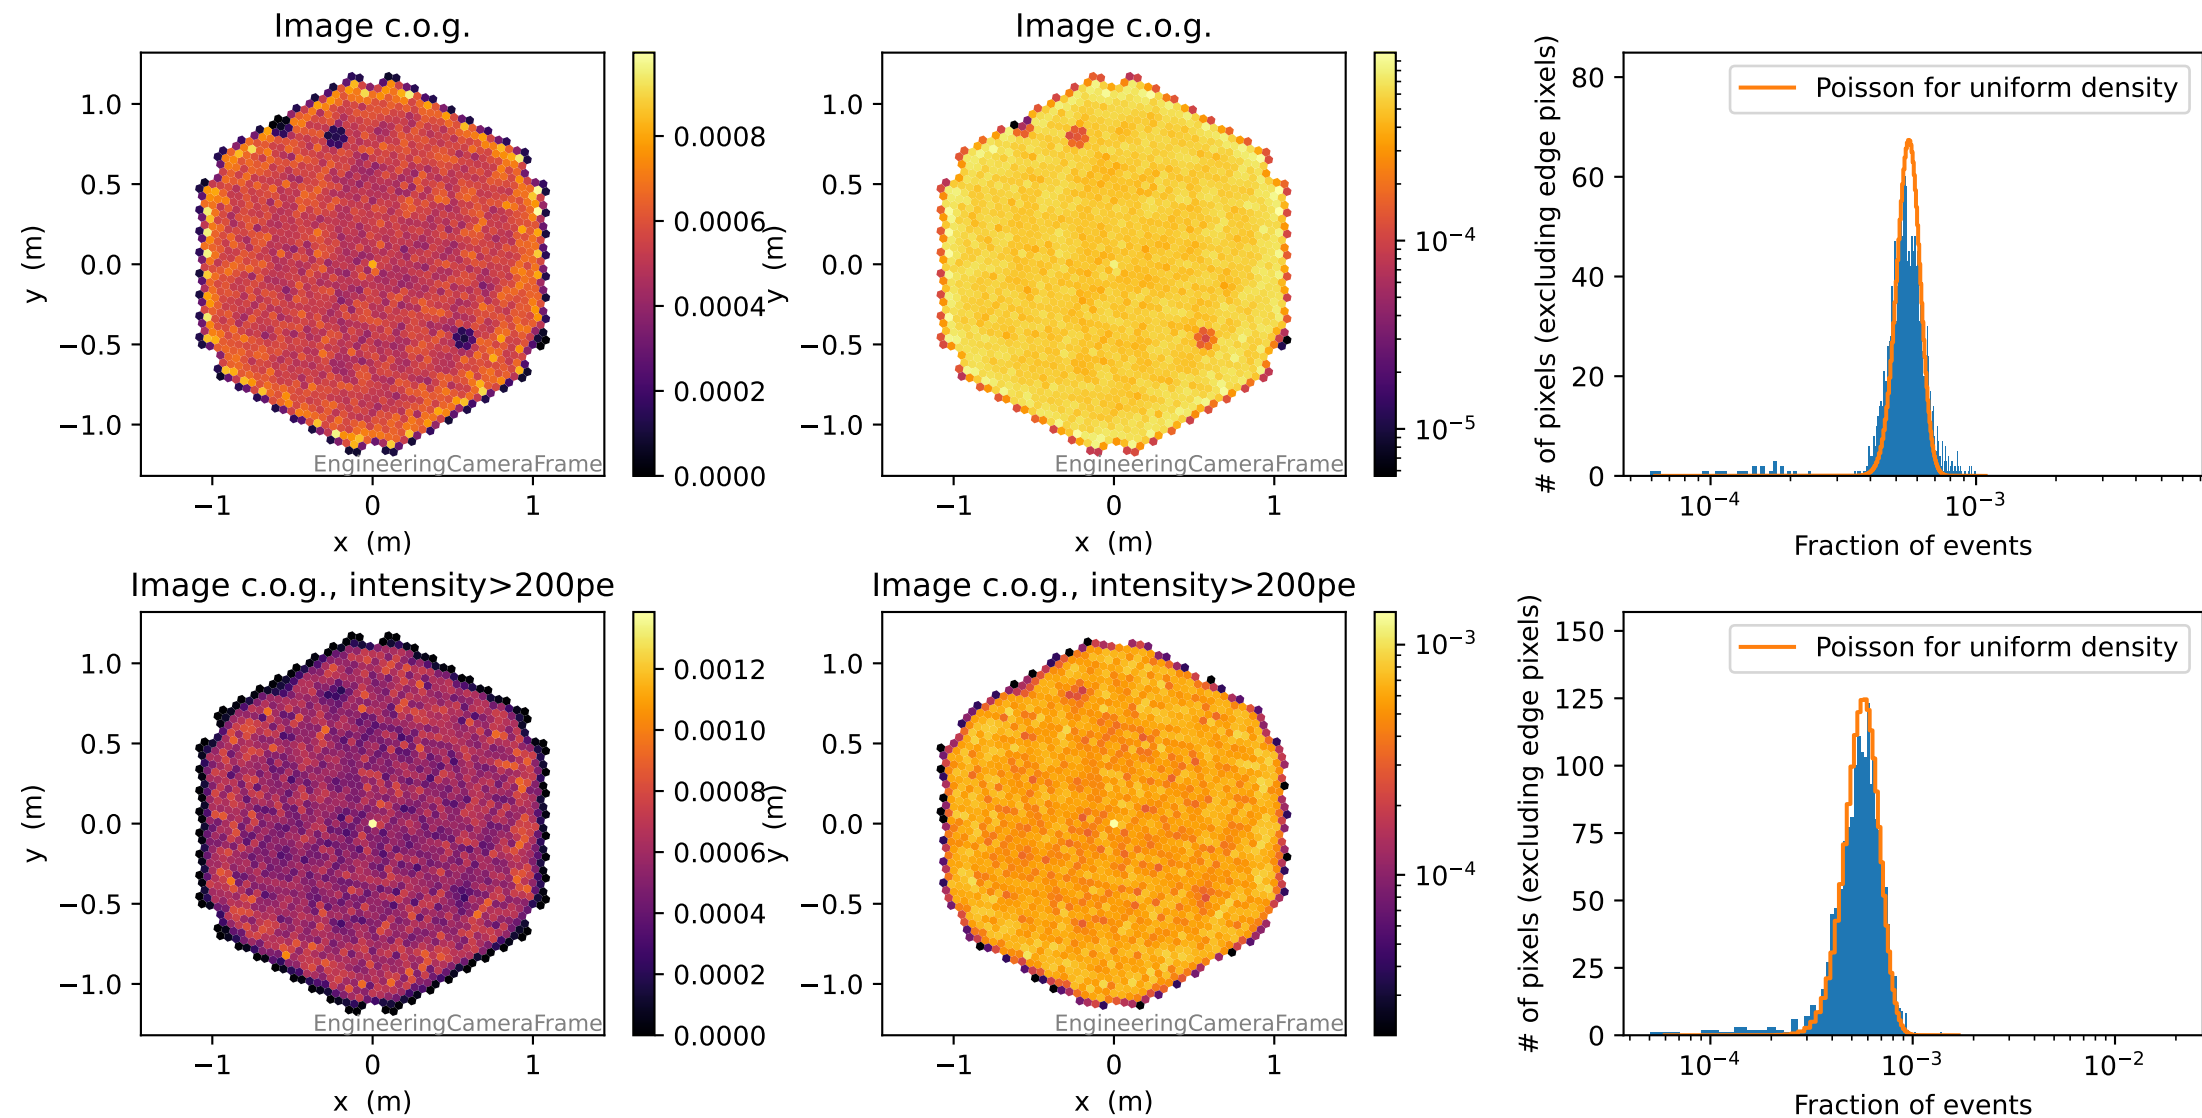 Image c.o.g.
y (m)
1.0
0.5
0.0
−0.5
−1.0
−1
0
1
x (m)
EngineeringCameraFrame
0.0008
0.0006
0.0004
0.0002
0.0000
Image c.o.g.
y (m)
1.0
0.5
0.0
−0.5
−1.0
−1
0
1
x (m)
EngineeringCameraFrame
10⁻⁴
10⁻⁵
# of pixels (excluding edge pixels)
80
60
40
20
0
Poisson for uniform density
10⁻⁴
10⁻³
Fraction of events
Image c.o.g., intensity>200pe
y (m)
1.0
0.5
0.0
−0.5
−1.0
−1
0
1
x (m)
EngineeringCameraFrame
0.0012
0.0010
0.0008
0.0006
0.0004
0.0002
0.0000
Image c.o.g., intensity>200pe
y (m)
1.0
0.5
0.0
−0.5
−1.0
−1
0
1
x (m)
EngineeringCameraFrame
10⁻³
10⁻⁴
# of pixels (excluding edge pixels)
150
125
100
75
50
25
0
Poisson for uniform density
10⁻⁴
10⁻³
10⁻²
Fraction of events